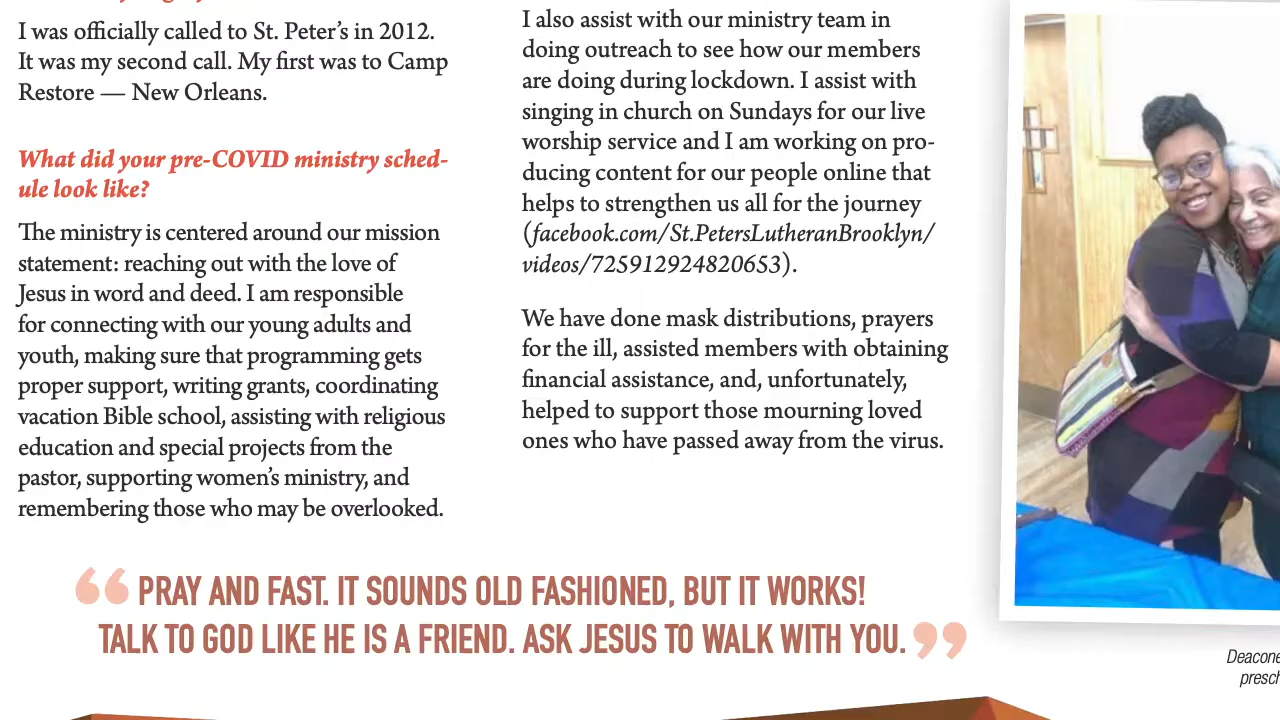 I was officially called to St. Peter's in 2012.
It was my second call. My first was to Camp
Restore — New Orleans.
What did your pre-COVID ministry sched-
ule look like?
The ministry is centered around our mission
statement: reaching out with the love of
Jesus in word and deed. I am responsible
for connecting with our young adults and
youth, making sure that programming gets
proper support, writing grants, coordinating
vacation Bible school, assisting with religious
education and special projects from the
pastor, supporting women's ministry, and
remembering those who may be overlooked.
I also assist with our ministry team in
doing outreach to see how our members
are doing during lockdown. I assist with
singing in church on Sundays for our live
worship service and I am working on pro-
ducing content for our people online that
helps to strengthen us all for the journey
(facebook.com/St.PetersLutheranBrooklyn/
videos/725912924820653).
We have done mask distributions, prayers
for the ill, assisted members with obtaining
financial assistance, and, unfortunately,
helped to support those mourning loved
ones who have passed away from the virus.
“PRAY AND FAST. IT SOUNDS OLD FASHIONED, BUT IT WORKS!
TALK TO GOD LIKE HE IS A FRIEND. ASK JESUS TO WALK WITH YOU.”
Deacone
presch